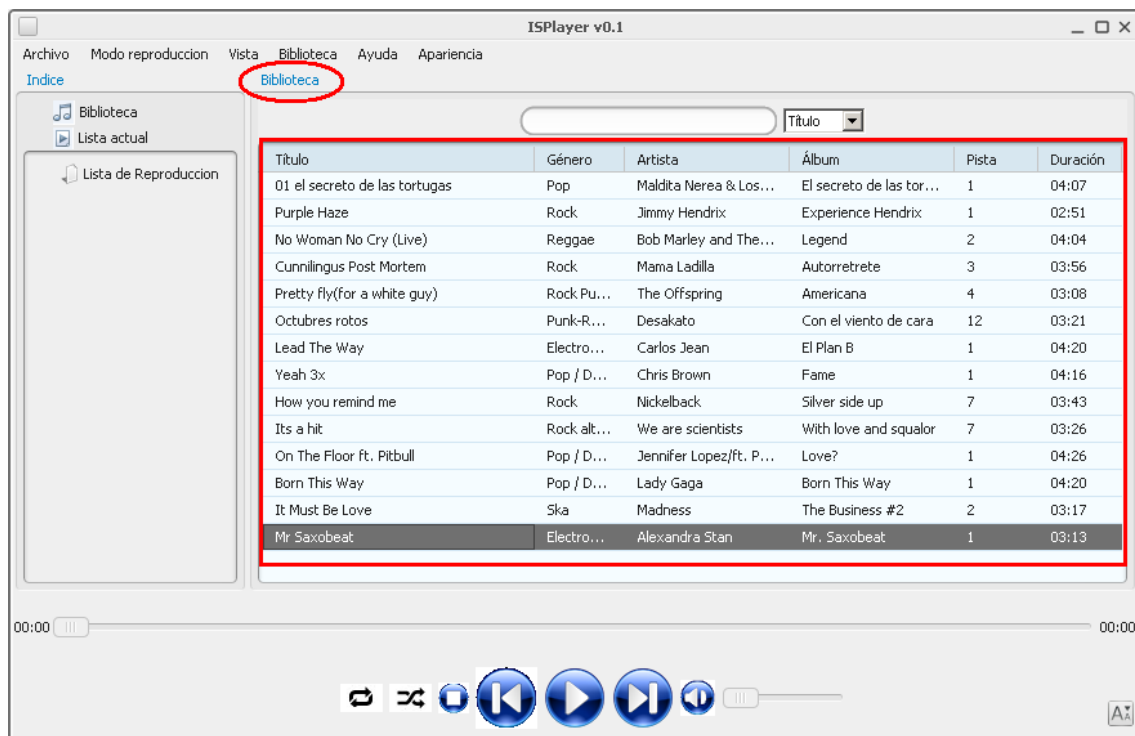 ISPlayer v0.1
Archivo Modo reproduccion Vista Biblioteca Ayuda Apariencia
Indice Biblioteca
Biblioteca
Lista actual
Lista de Reproduccion
Título
Título Género Artista Álbum Pista Duración
01 el secreto de las tortugas Pop Maldita Nerea & Los... El secreto de las tor... 1 04:07
Purple Haze Rock Jimmy Hendrix Experience Hendrix 1 02:51
No Woman No Cry (Live) Reggae Bob Marley and The... Legend 2 04:04
Cunnilingus Post Mortem Rock Mama Ladilla Autorretrete 3 03:56
Pretty fly(for a white guy) Rock Pu... The Offspring Americana 4 03:08
Octubres rotos Punk-R... Desakato Con el viento de cara 12 03:21
Lead The Way Electro... Carlos Jean El Plan B 1 04:20
Yeah 3x Pop / D... Chris Brown Fame 1 04:16
How you remind me Rock Nickelback Silver side up 7 03:43
Its a hit Rock alt... We are scientists With love and squalor 7 03:26
On The Floor ft. Pitbull Pop / D... Jennifer Lopez/ft. P... Love? 1 04:26
Born This Way Pop / D... Lady Gaga Born This Way 1 04:20
It Must Be Love Ska Madness The Business #2 2 03:17
Mr Saxobeat Electro... Alexandra Stan Mr. Saxobeat 1 03:13
00:00 00:00